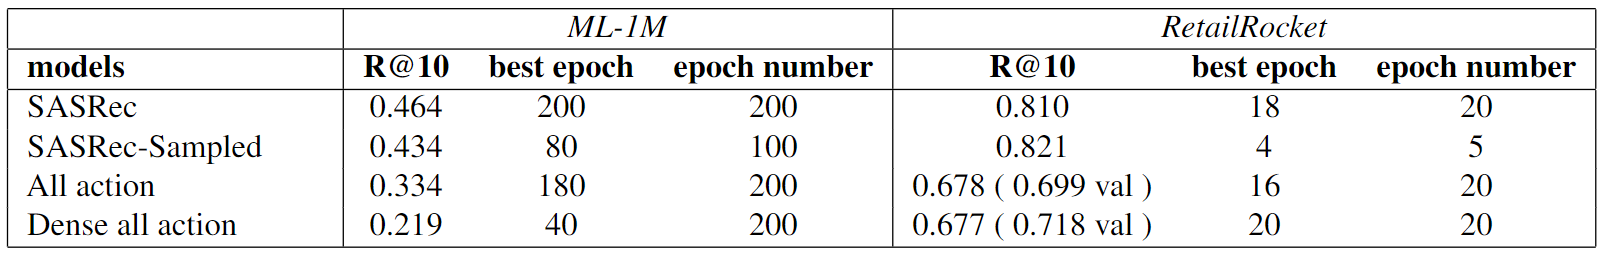 ML-1M RetailRocket
models R@10 best epoch epoch number R@10 best epoch epoch number
SASRec 0.464 200 200 0.810 18 20
SASRec-Sampled 0.434 80 100 0.821 4 5
All action 0.334 180 200 0.678 ( 0.699 val ) 16 20
Dense all action 0.219 40 200 0.677 ( 0.718 val ) 20 20